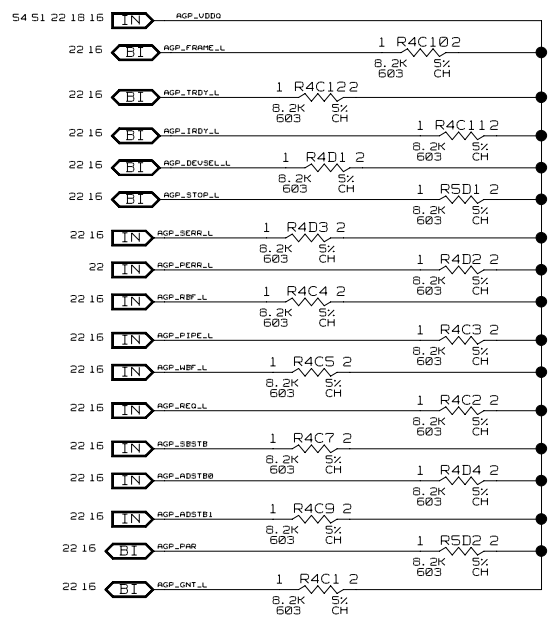 54 51 22 18 16 IN AGP_VDDQ
22 16 BI AGP_FRAME_L 1 R4C10 2
8.2K 5%
603 CH
22 16 BI AGP_TRDY_L 1 R4C12 2
8.2K 5%
603 CH
22 16 BI AGP_IRDY_L 1 R4C11 2
8.2K 5%
603 CH
22 16 BI AGP_DEVSEL_L 1 R4D1 2
8.2K 5%
603 CH
22 16 BI AGP_STOP_L 1 R5D1 2
8.2K 5%
603 CH
22 16 IN AGP_SERR_L 1 R4D3 2
8.2K 5%
603 CH
22 IN AGP_PERR_L 1 R4D2 2
8.2K 5%
603 CH
22 16 IN AGP_RBF_L 1 R4C4 2
8.2K 5%
603 CH
22 16 IN AGP_PIPE_L 1 R4C3 2
8.2K 5%
603 CH
22 16 IN AGP_WBF_L 1 R4C5 2
8.2K 5%
603 CH
22 16 IN AGP_REQ_L 1 R4C2 2
8.2K 5%
603 CH
22 16 IN AGP_SBSTB 1 R4C7 2
8.2K 5%
603 CH
22 16 IN AGP_ADSTB0 1 R4D4 2
8.2K 5%
603 CH
22 16 IN AGP_ADSTB1 1 R4C9 2
8.2K 5%
603 CH
22 16 BI AGP_PAR 1 R5D2 2
8.2K 5%
603 CH
22 16 BI AGP_GNT_L 1 R4C1 2
8.2K 5%
603 CH